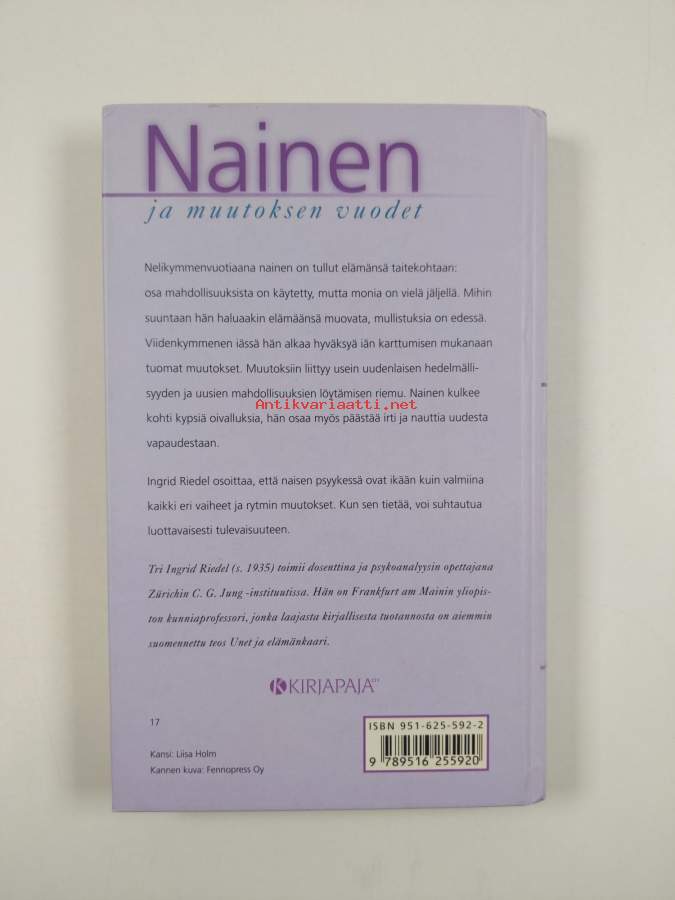 Nainen
ja muutoksen vuodet
Nelikymmenvuotiaana nainen on tullut elämänsä taitekohtaan:
osa mahdollisuuksista on käytetty, mutta monia on vielä jäljellä. Mihin
suuntaan hän haluaakin elämäänsä muovata, mullistuksia on edessä.
Viidenkymmenen iässä hän alkaa hyväksyä iän karttumisen mukanaan
tuomat muutokset. Muutoksiin liittyy usein uudenlaisen hedelmälli-
syyden ja uusien mahdollisuuksien löytämisen riemu. Nainen kulkee
Antikvariaatti.net
kohti kypsiä oivalluksia, hän osaa myös päästää irti ja nauttia uudesta
vapaudestaan.
Ingrid Riedel osoittaa, että naisen psyykessä ovat ikään kuin valmiina
kaikki eri vaiheet ja rytmin muutokset. Kun sen tietää, voi suhtautua
luottavaisesti tulevaisuuteen.
Tri Ingrid Riedel (s. 1935) toimii dosenttina ja psykoanalyysin opettajana
Zürichin C. G. Jung -instituutissa. Hän on Frankfurt am Mainin yliopis-
ton kunniaprofessori, jonka laajasta kirjallisesta tuotannosta on aiemmin
suomennettu teos Unet ja elämänkaari.
KIRJAPAJA
17
Kansi: Liisa Holm
Kannen kuva: Fennopress Oy
ISBN 951-625-592-2
9 789516 255920